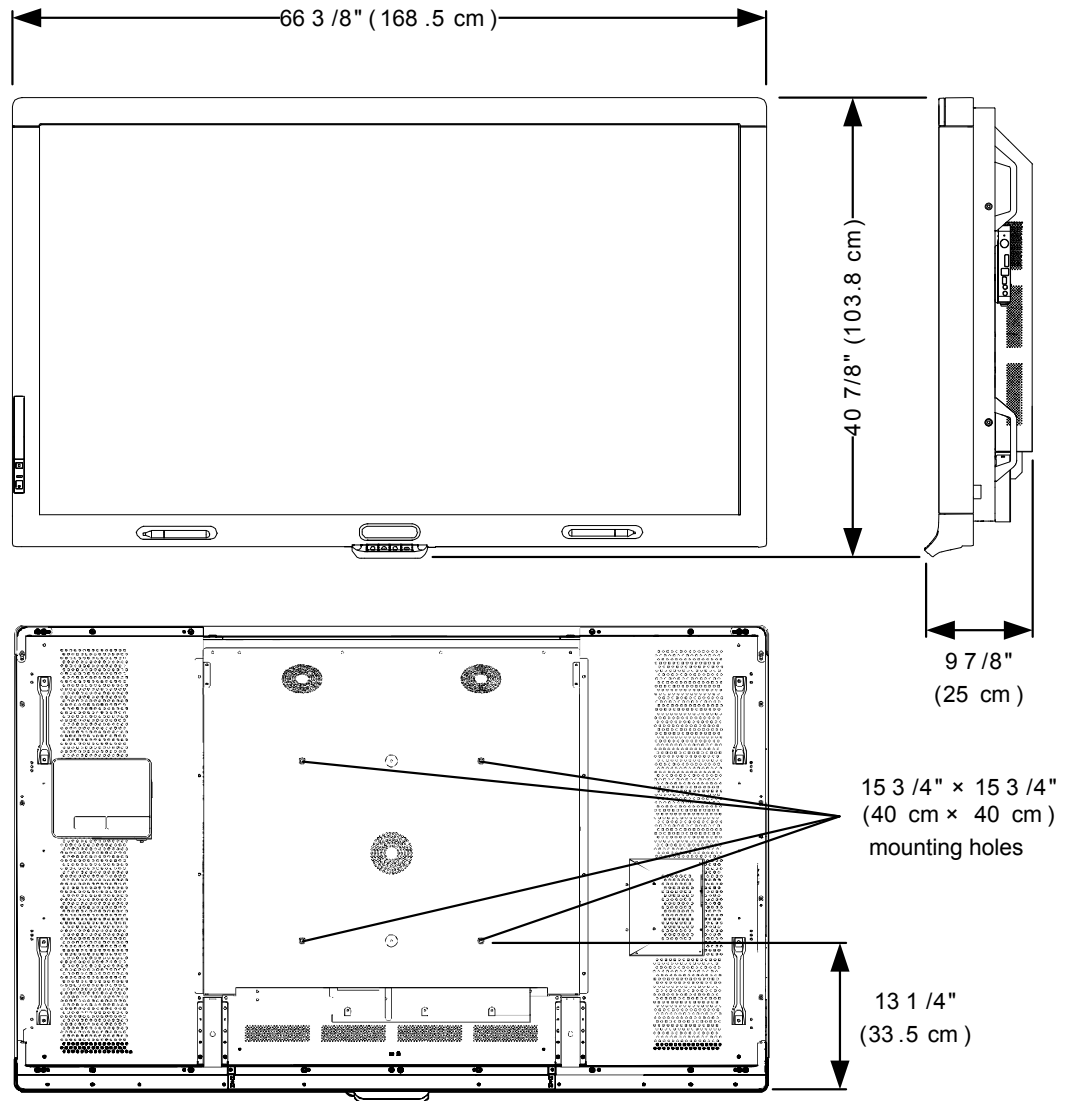 66 3 /8" ( 168 .5 cm )
40 7/8" (103.8 cm)
9 7 /8"
(25 cm )
15 3 /4" × 15 3 /4"
(40 cm × 40 cm )
mounting holes
13 1 /4"
(33 .5 cm )